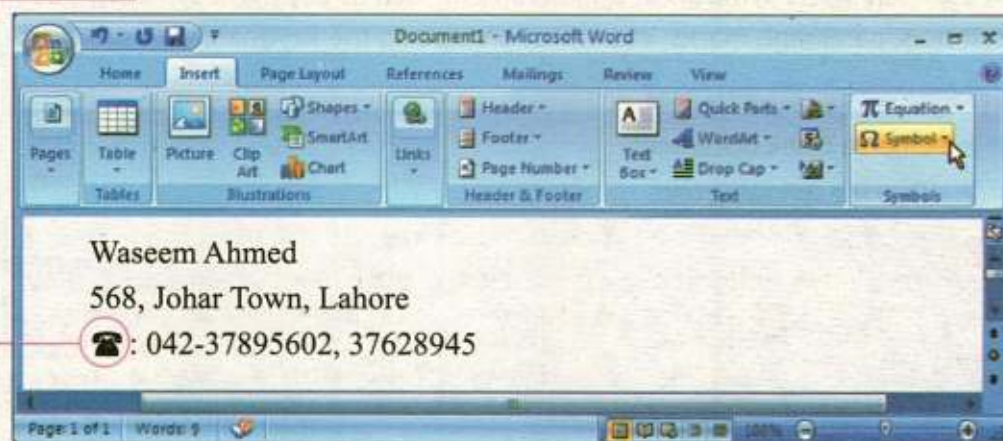 Document1 - Microsoft Word
Home Insert Page Layout References Mailings Review View
Pages
Table
Tables
Picture
Clip Art
Shapes
SmartArt
Chart
Illustrations
Links
Header
Footer
Page Number
Header & Footer
A
Text Box
Quick Parts
WordArt
Drop Cap
Text
π Equation
Ω Symbol
Symbols
Waseem Ahmed
568, Johar Town, Lahore
☎: 042-37895602, 37628945
Page: 1 of 1 Words: 9 100%